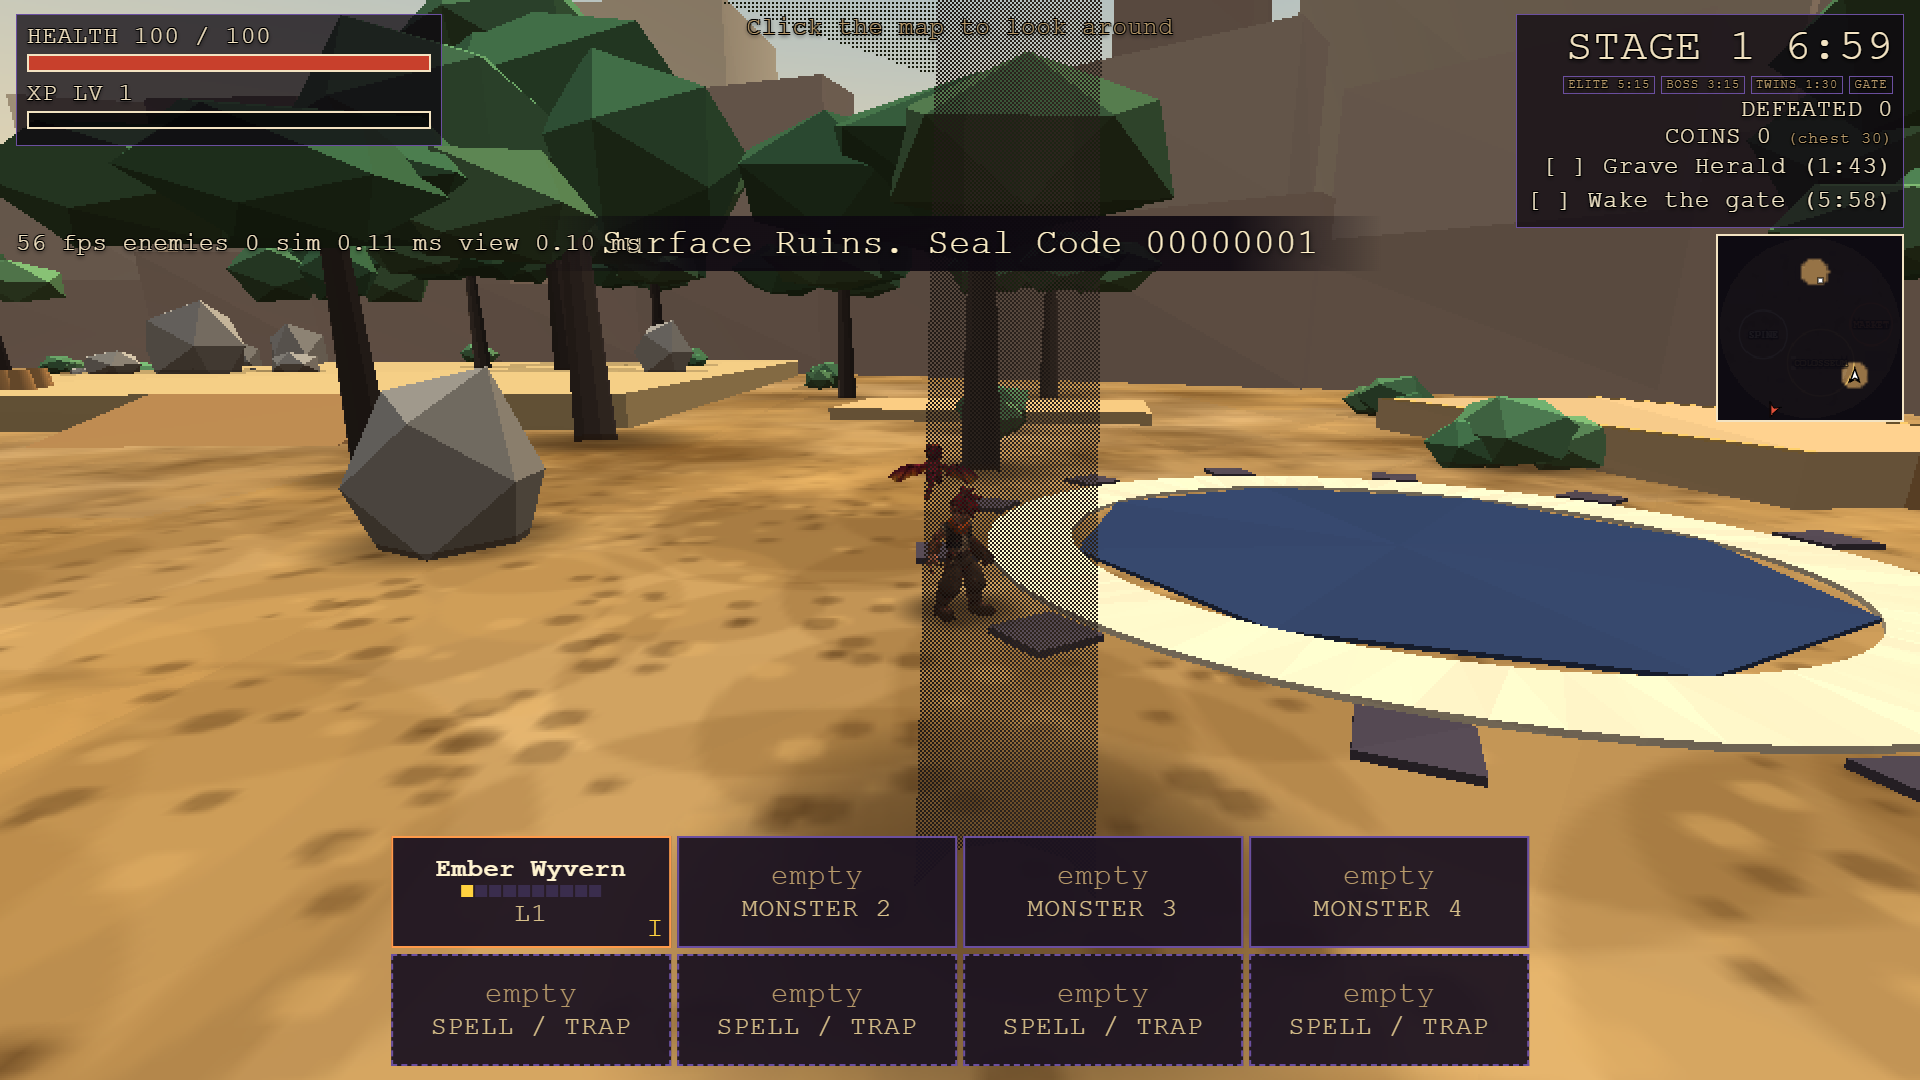 HEALTH 100 / 100
XP LV 1
Click the map to look around
STAGE 1 6:59
ELITE 5:15 BOSS 3:15 TWINS 1:30 GATE
DEFEATED 0
COINS 0 (chest 30)
[ ] Grave Herald (1:43)
[ ] Wake the gate (5:58)
56 fps enemies 0 sim 0.11 ms view 0.10 ms
Surface Ruins. Seal Code 00000001
Ember Wyvern
L1
I
empty
MONSTER 2
empty
MONSTER 3
empty
MONSTER 4
empty
SPELL / TRAP
empty
SPELL / TRAP
empty
SPELL / TRAP
empty
SPELL / TRAP